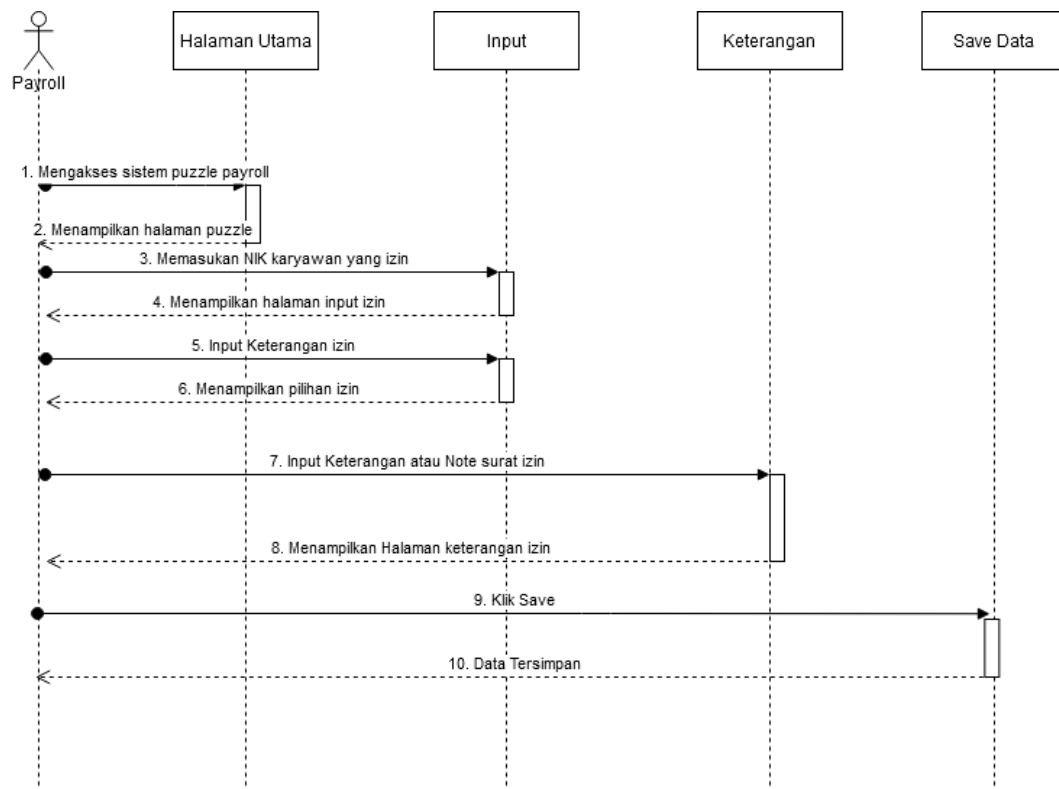 Halaman Utama
Input
Keterangan
Save Data
Payroll
1. Mengakses sistem puzzle payroll
2. Menampilkan halaman puzzle
3. Memasukan NIK karyawan yang izin
4. Menampilkan halaman input izin
5. Input Keterangan izin
6. Menampilkan pilihan izin
7. Input Keterangan atau Note surat izin
8. Menampilkan Halaman keterangan izin
9. Klik Save
10. Data Tersimpan